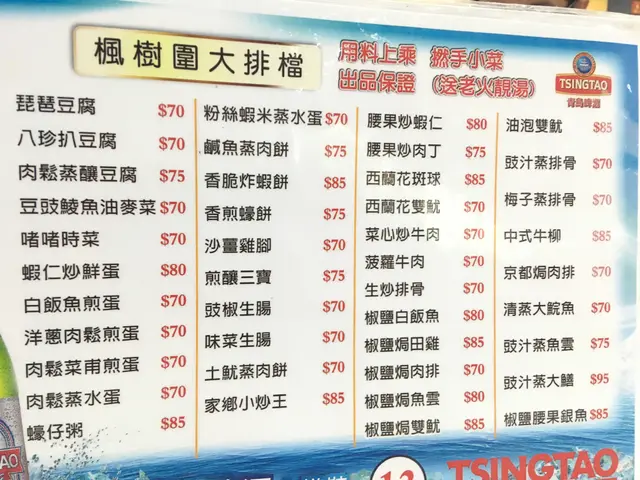 楓樹圍大排檔
用料上乘 撚手小菜
出品保證 (送老火靚湯)
TSINGTAO
青島啤酒
琵琶豆腐 $70
八珍扒豆腐 $70
肉鬆蒸釀豆腐 $75
豆豉鯪魚油麥菜 $70
啫啫時菜 $70
蝦仁炒鮮蛋 $80
白飯魚煎蛋 $70
洋蔥肉鬆煎蛋 $70
肉鬆菜甫煎蛋 $70
肉鬆蒸水蛋 $70
蠔仔粥 $85
粉絲蝦米蒸水蛋 $70
鹹魚蒸肉餅 $75
香脆炸蝦餅 $85
香煎蠔餅 $75
沙薑雞腳 $70
煎釀三寶 $75
豉椒生腸 $70
味菜生腸 $70
土魷蒸肉餅 $70
家鄉小炒王 $85
腰果炒蝦仁 $80
腰果炒肉丁 $75
西蘭花斑球 $85
西蘭花雙魷 $70
菜心炒牛肉 $70
菠蘿牛肉 $70
生炒排骨 $70
椒鹽白飯魚 $80
椒鹽焗田雞 $85
椒鹽焗肉排 $70
椒鹽焗魚雲 $80
椒鹽焗雙魷 $85
油泡雙魷 $85
豉汁蒸排骨 $70
梅子蒸排骨 $70
中式牛柳 $85
京都焗肉排 $70
清蒸大鯇魚 $70
豉汁蒸魚雲 $75
豉汁蒸大鱔 $95
椒鹽腰果銀魚 $85
TSINGTAO